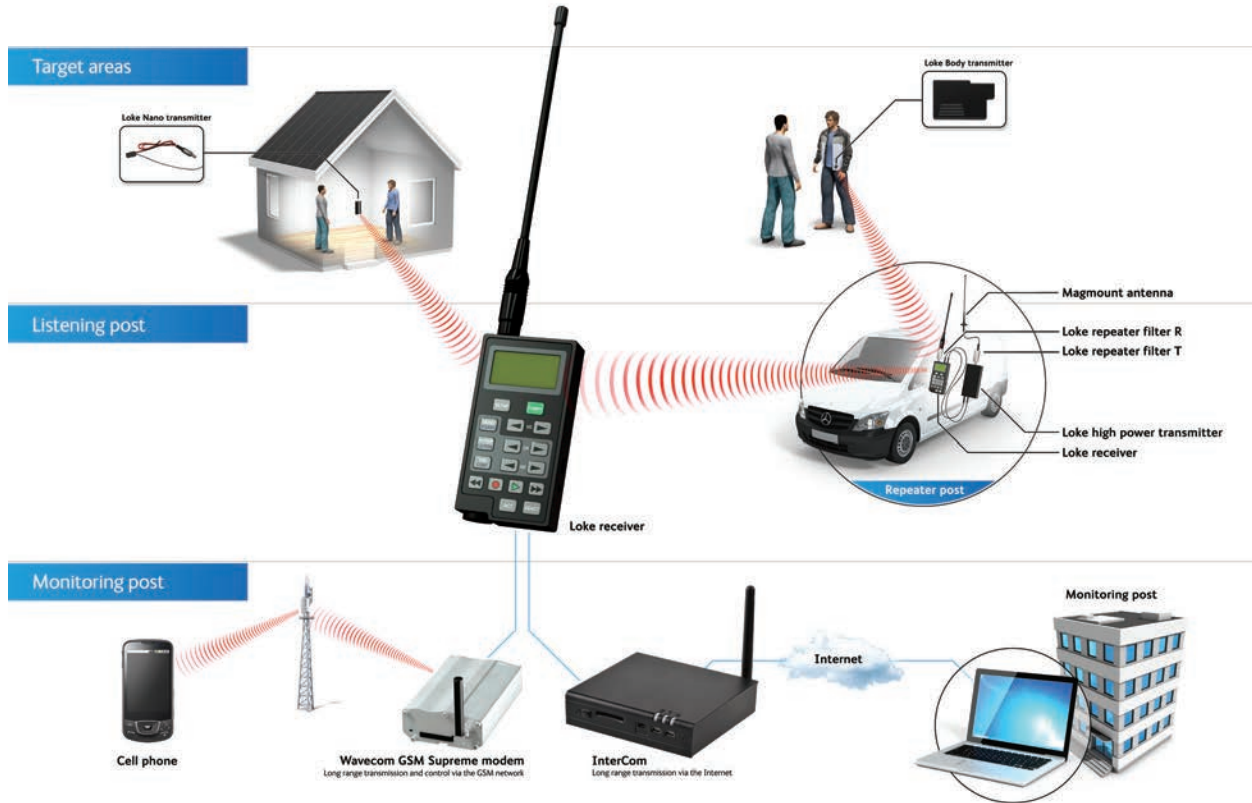 Target areas
Loke Nano transmitter
Loke Body transmitter
Listening post
Magmount antenna
Loke repeater filter R
Loke repeater filter T
Loke high power transmitter
Loke receiver
Repeater post
Loke receiver
Monitoring post
Monitoring post
Internet
Cell phone
Wavecom GSM Supreme modem
Long range transmission and control via the GSM network
InterCom
Long range transmission via the Internet